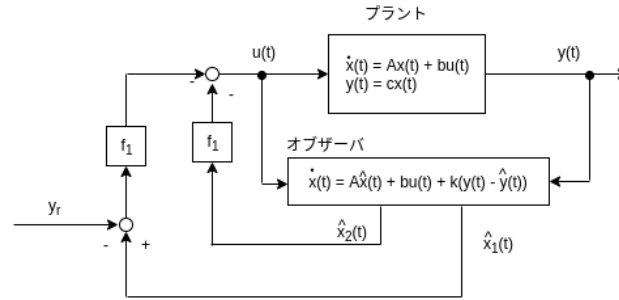 プラント
u(t)
y(t)
ẋ(t) = Ax(t) + bu(t)
y(t) = cx(t)
-
-
f₁
f₁
オブザーバ
ẋ(t) = Ax̂(t) + bu(t) + k(y(t) - ŷ(t))
yᵣ
x̂₂(t)
x̂₁(t)
-
+